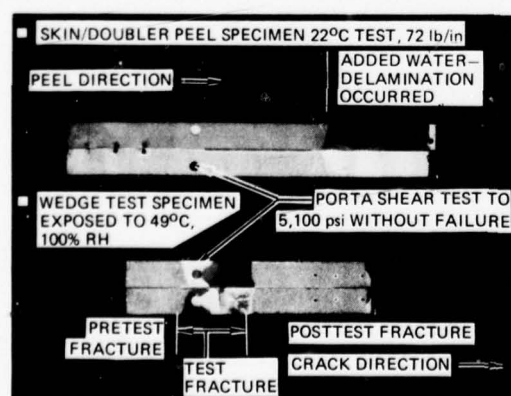 ■ SKIN/DOUBLER PEEL SPECIMEN 22°C TEST, 72 lb/in
PEEL DIRECTION
ADDED WATER—
DELAMINATION
OCCURRED
■ WEDGE TEST SPECIMEN
EXPOSED TO 49°C,
100% RH
PORTA SHEAR TEST TO
5,100 psi WITHOUT FAILURE
PRETEST
FRACTURE
TEST
FRACTURE
POSTTEST FRACTURE
CRACK DIRECTION